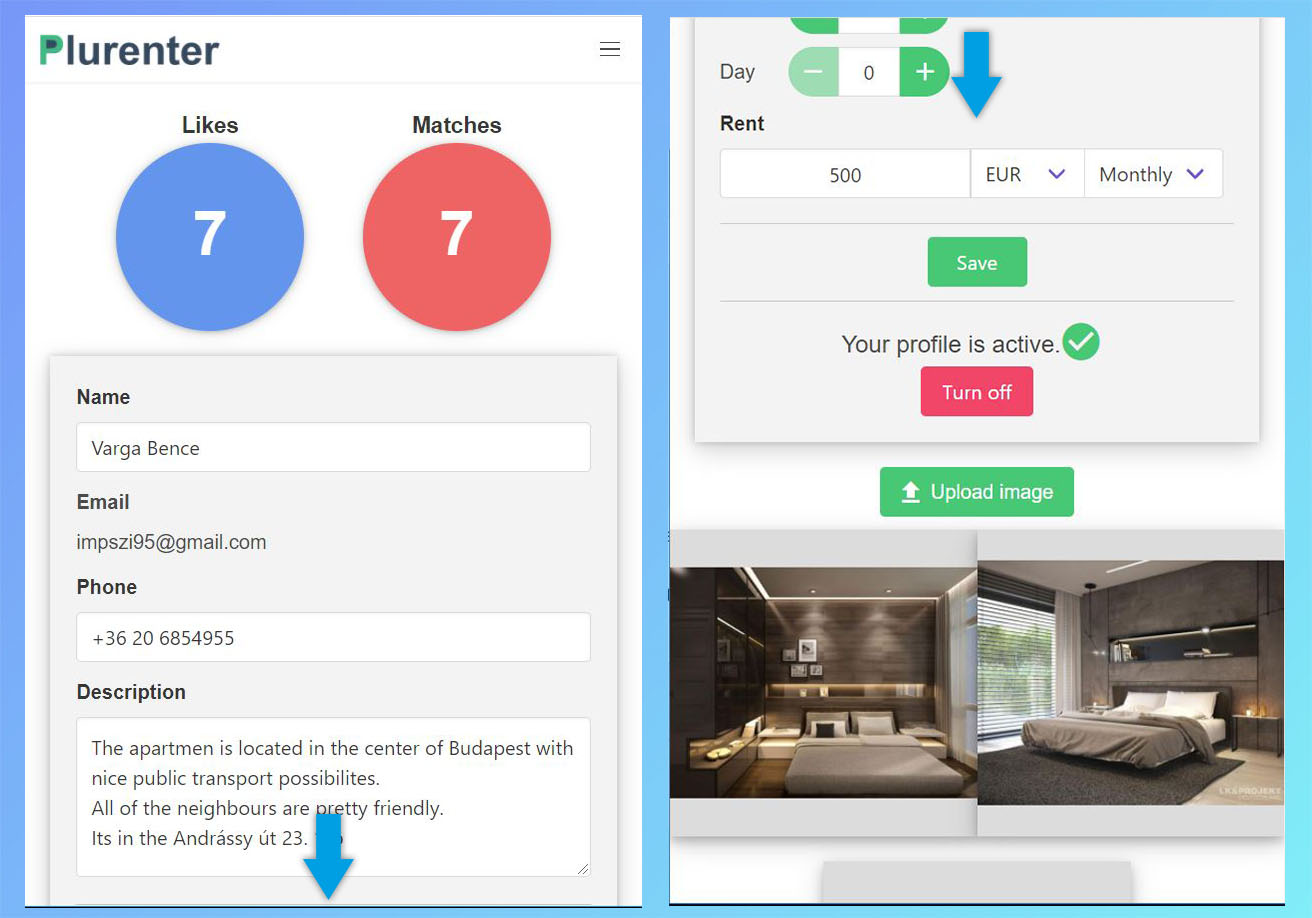 Plurenter
Likes
Matches
7
7
Name
Varga Bence
Email
impszi95@gmail.com
Phone
+36 20 6854955
Description
The apartmen is located in the center of Budapest with
nice public transport possibilites.
All of the neighbours are pretty friendly.
Its in the Andrássy út 23.
Day
0
Rent
500
EUR
Monthly
Save
Your profile is active.
Turn off
Upload image